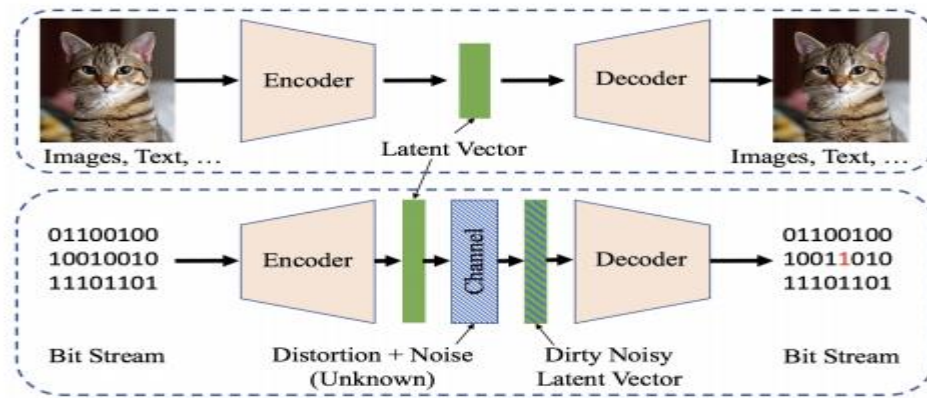 Encoder
Decoder
Images, Text, …
Latent Vector
Images, Text, …
01100100
10010010
11101101
Encoder
Channel
Decoder
01100100
10011010
11101101
Bit Stream
Distortion + Noise
(Unknown)
Dirty Noisy
Latent Vector
Bit Stream